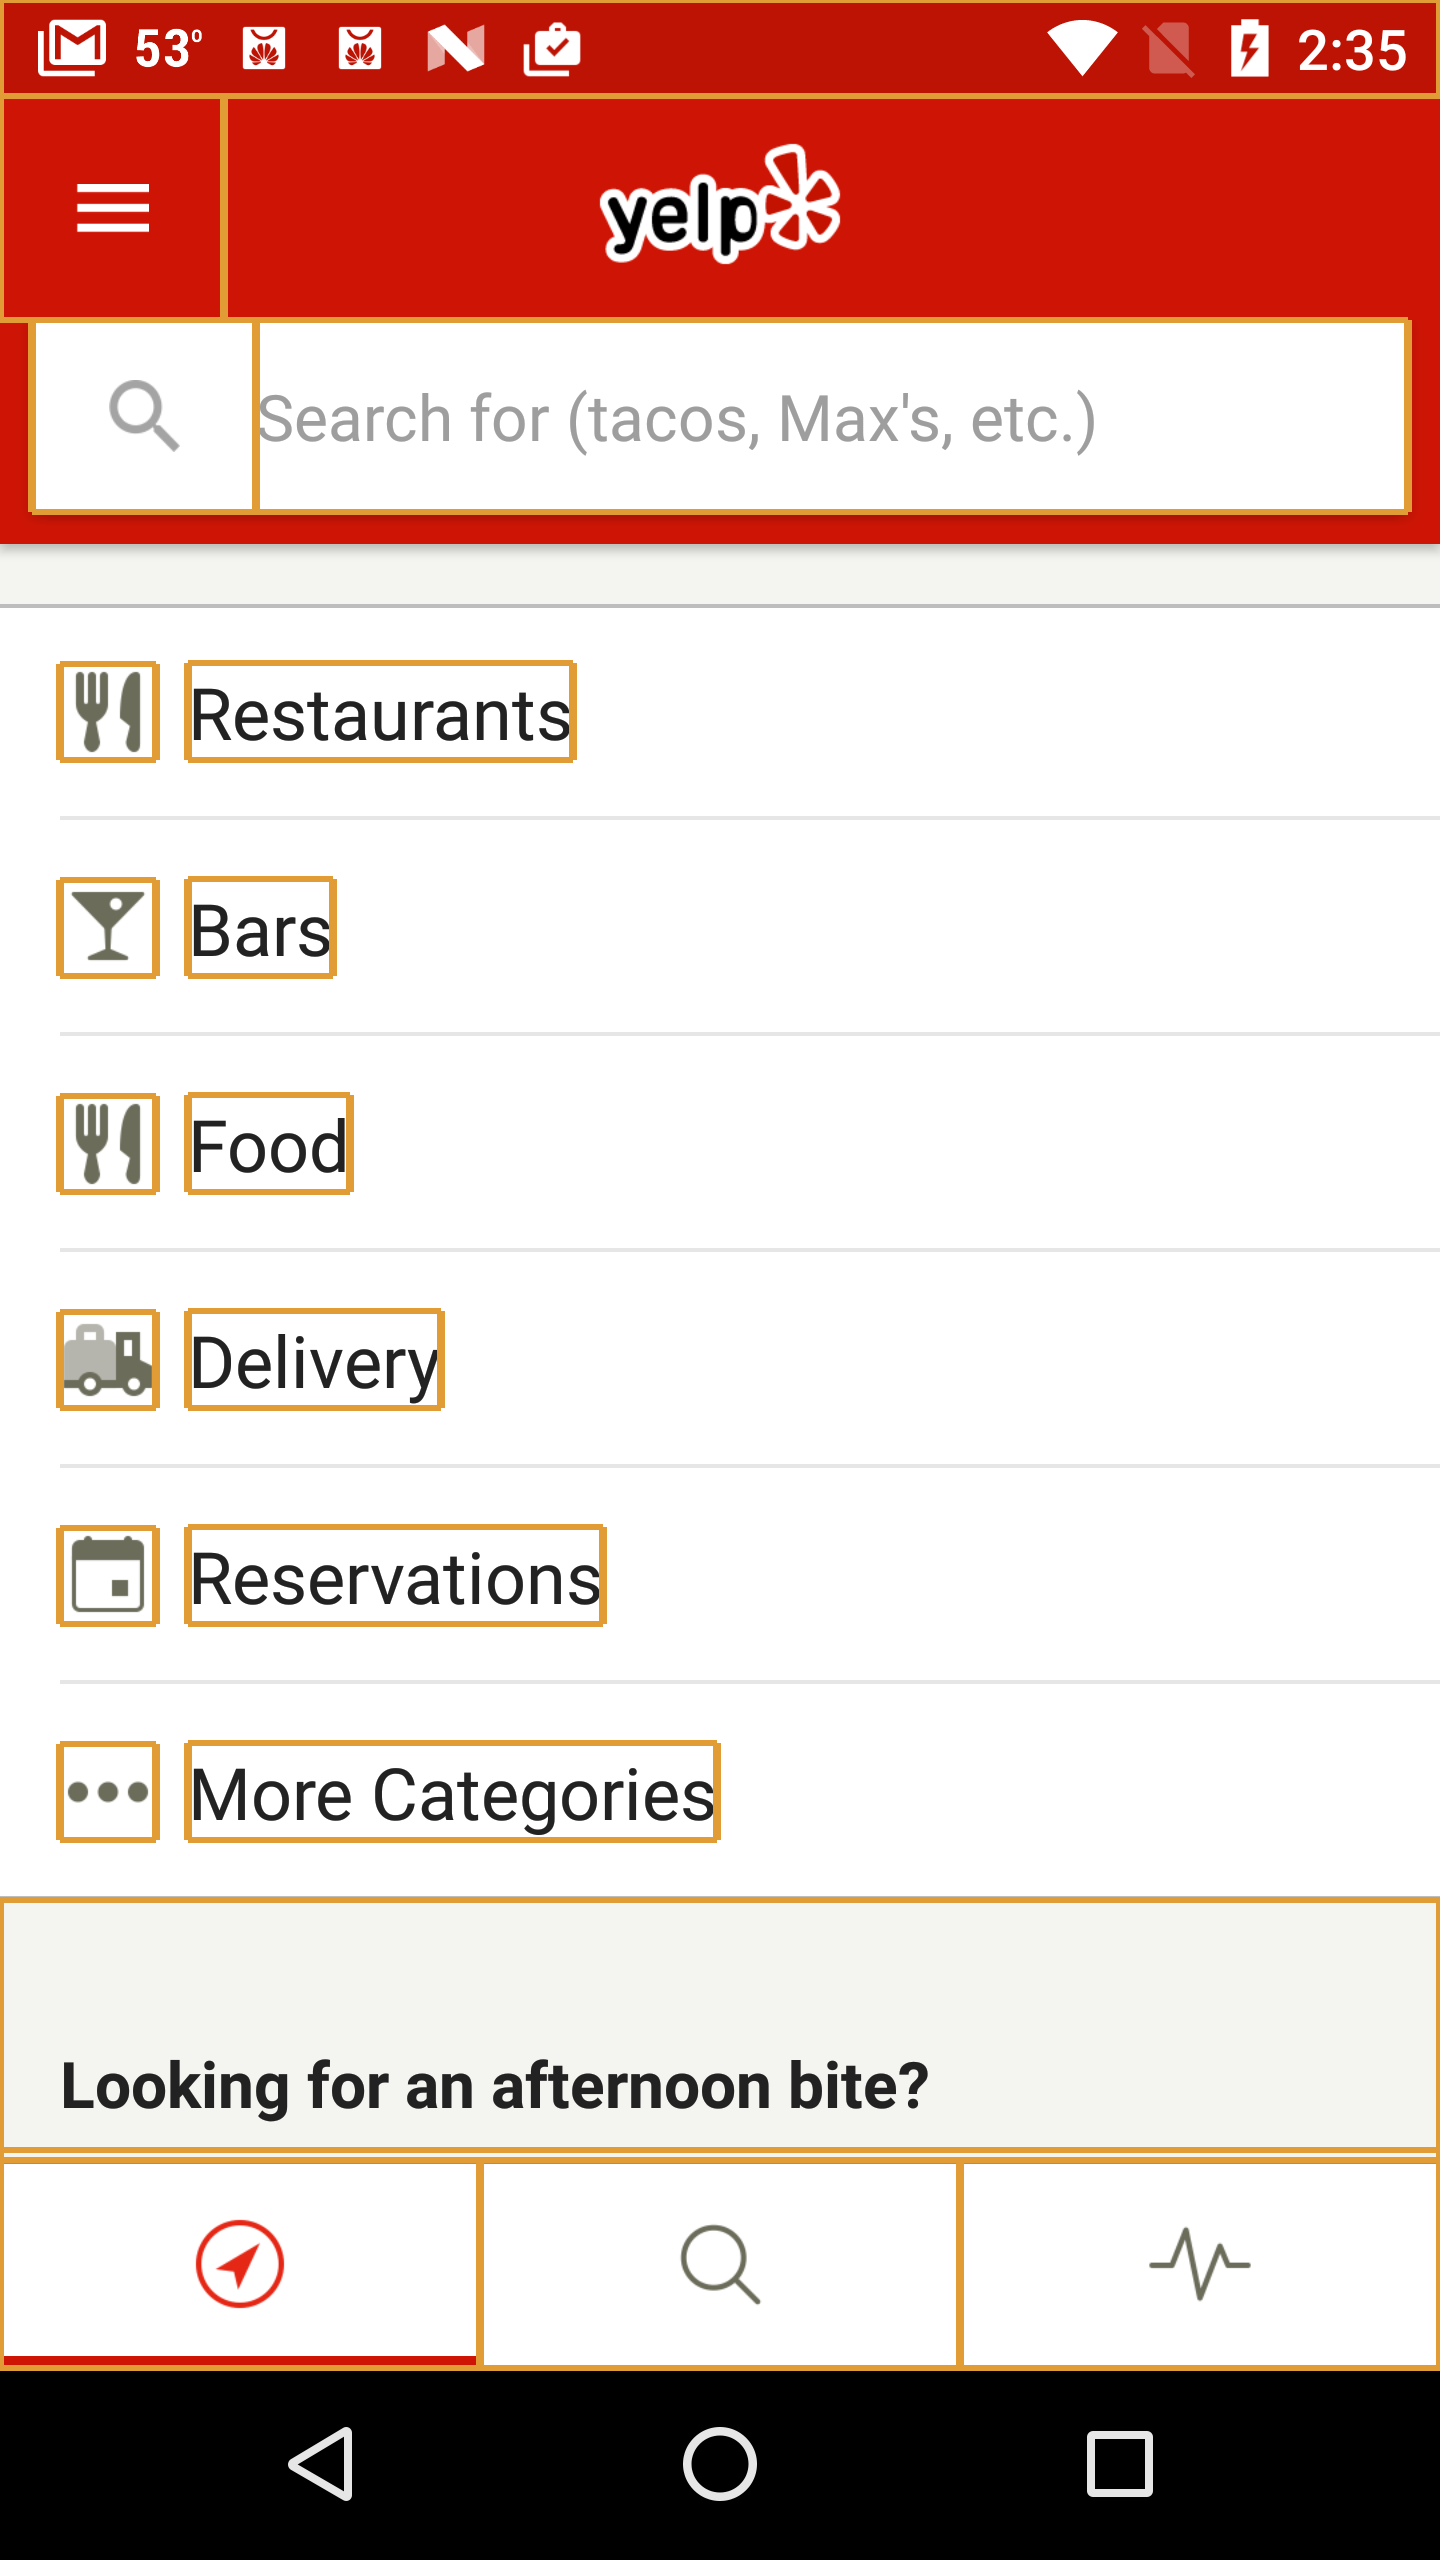 53° 2:35
yelp
Search for (tacos, Max's, etc.)
Restaurants
Bars
Food
Delivery
Reservations
More Categories
Looking for an afternoon bite?